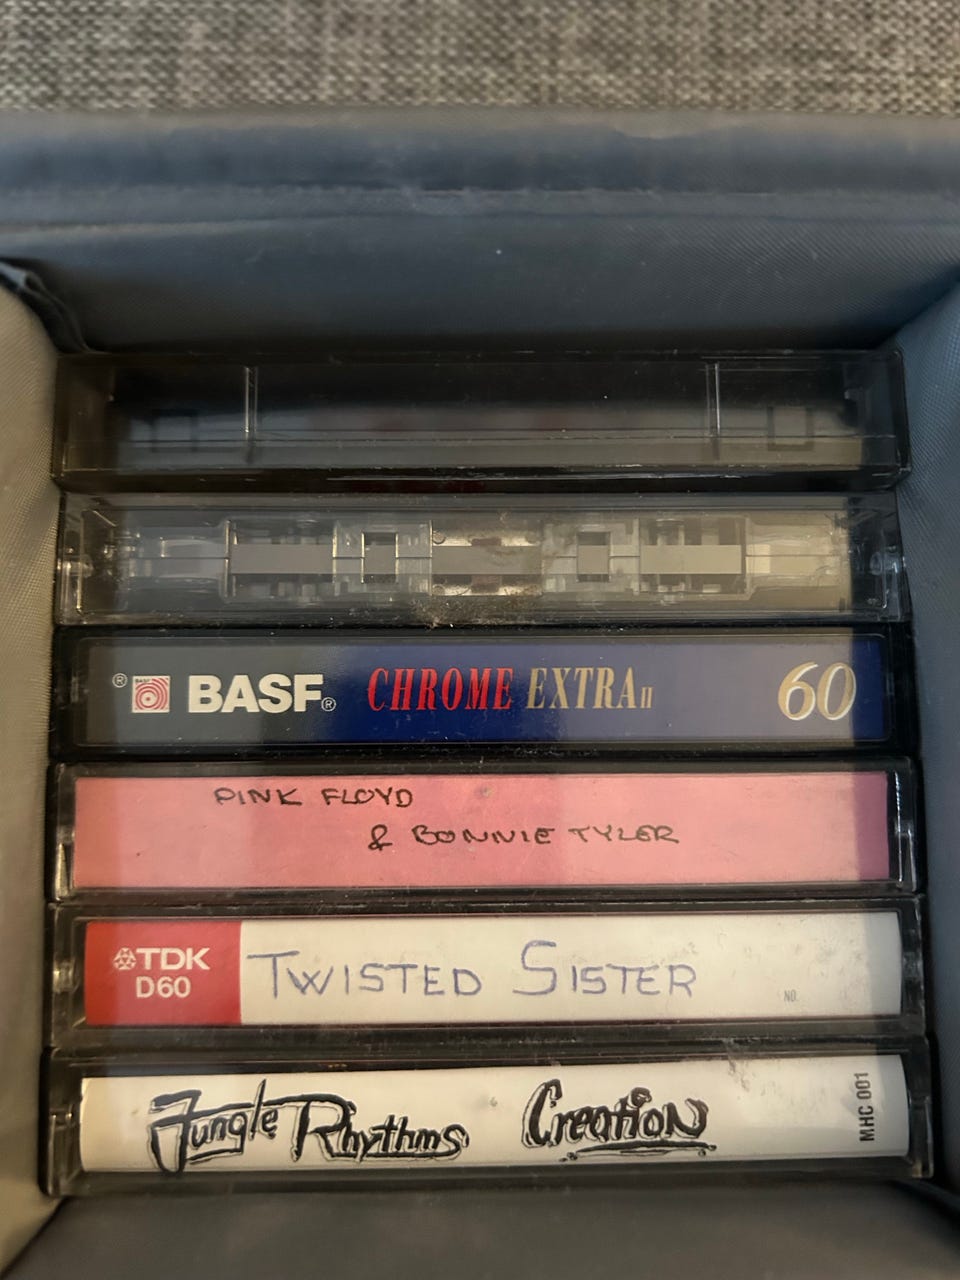 ® BASF® CHROME EXTRA II 60
PINK FLOYD
& BONNIE TYLER
TDK
D60
TWISTED SISTER
NO.
Jungle Rhythms Creation
MHC 001